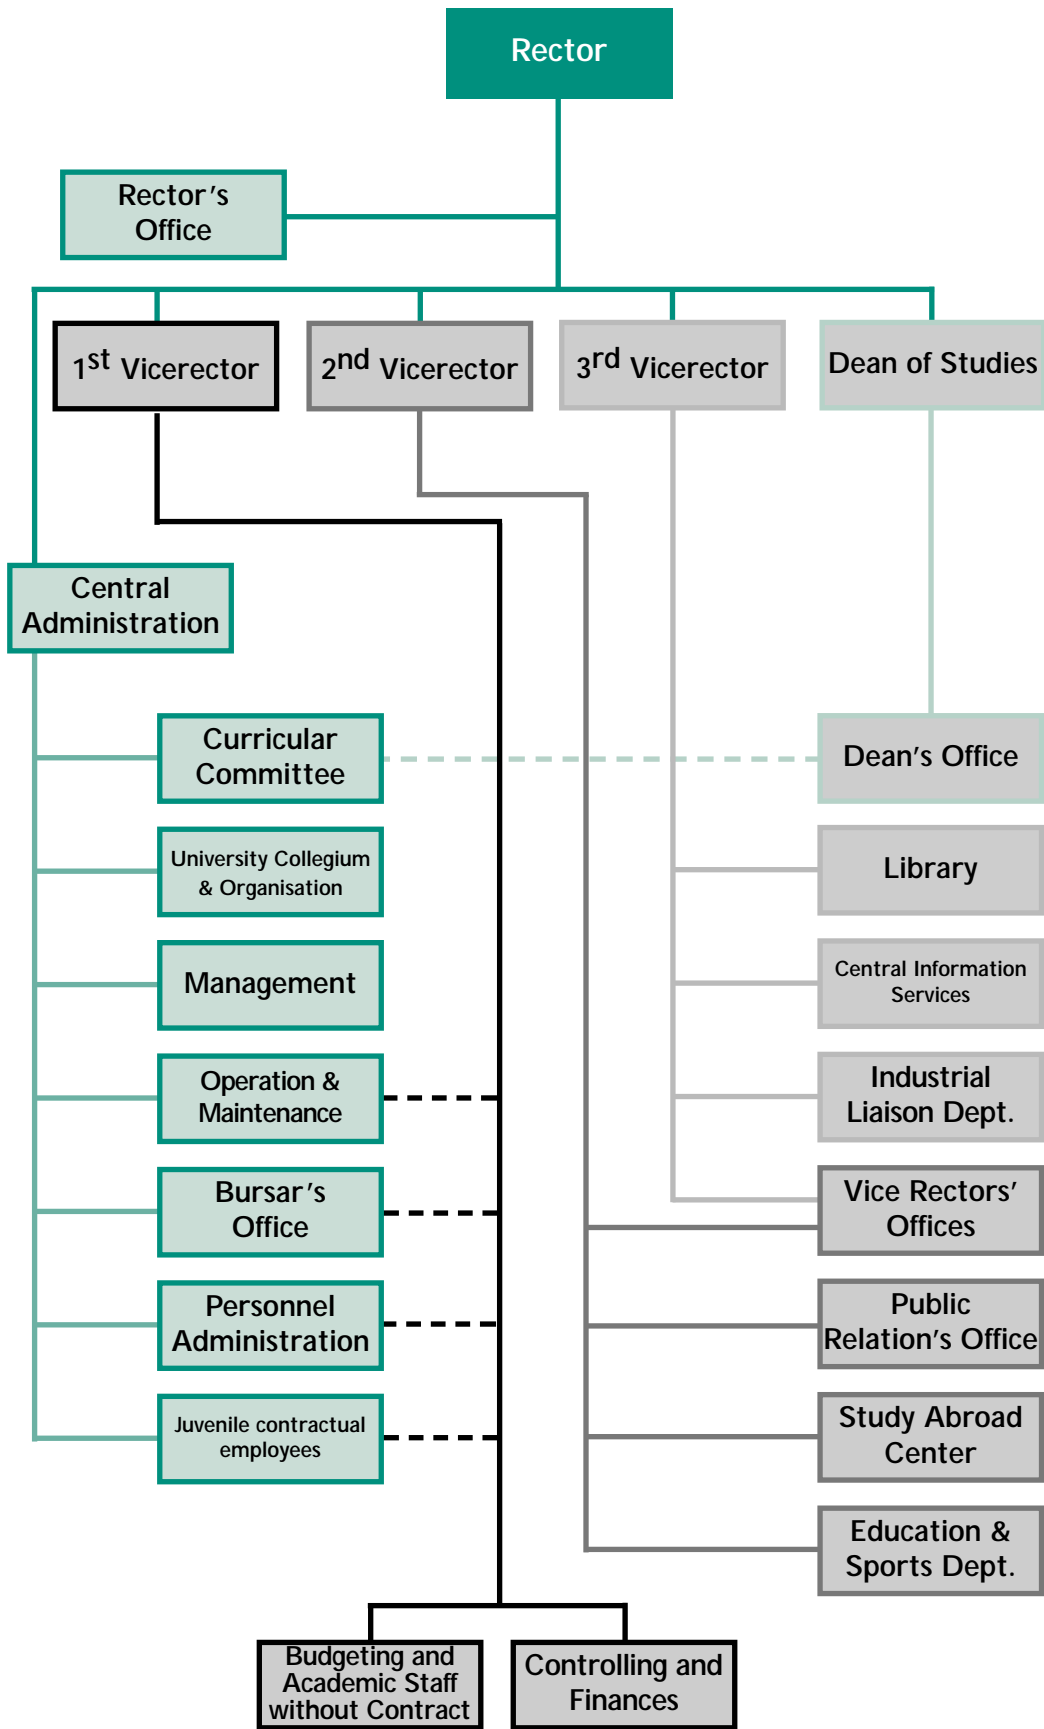 Rector
Rector's
Office
1st Vicerector
2nd Vicerector
3rd Vicerector
Dean of Studies
Central
Administration
Curricular
Committee
Dean's Office
University Collegium
& Organisation
Library
Management
Central Information
Services
Operation &
Maintenance
Industrial
Liaison Dept.
Bursar's
Office
Vice Rectors'
Offices
Personnel
Administration
Public
Relation's Office
Juvenile contractual
employees
Study Abroad
Center
Education &
Sports Dept.
Budgeting and
Academic Staff
without Contract
Controlling and
Finances